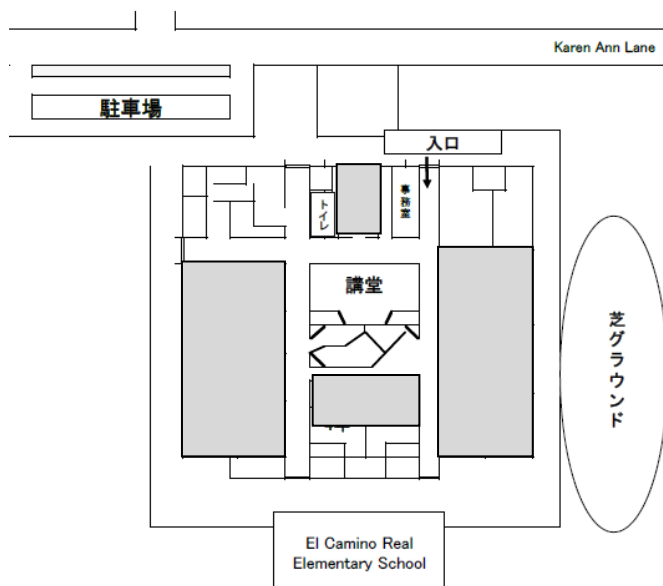 Karen Ann Lane
駐車場
入口
トイレ
事務室
講堂
芝グラウンド
El Camino Real
Elementary School